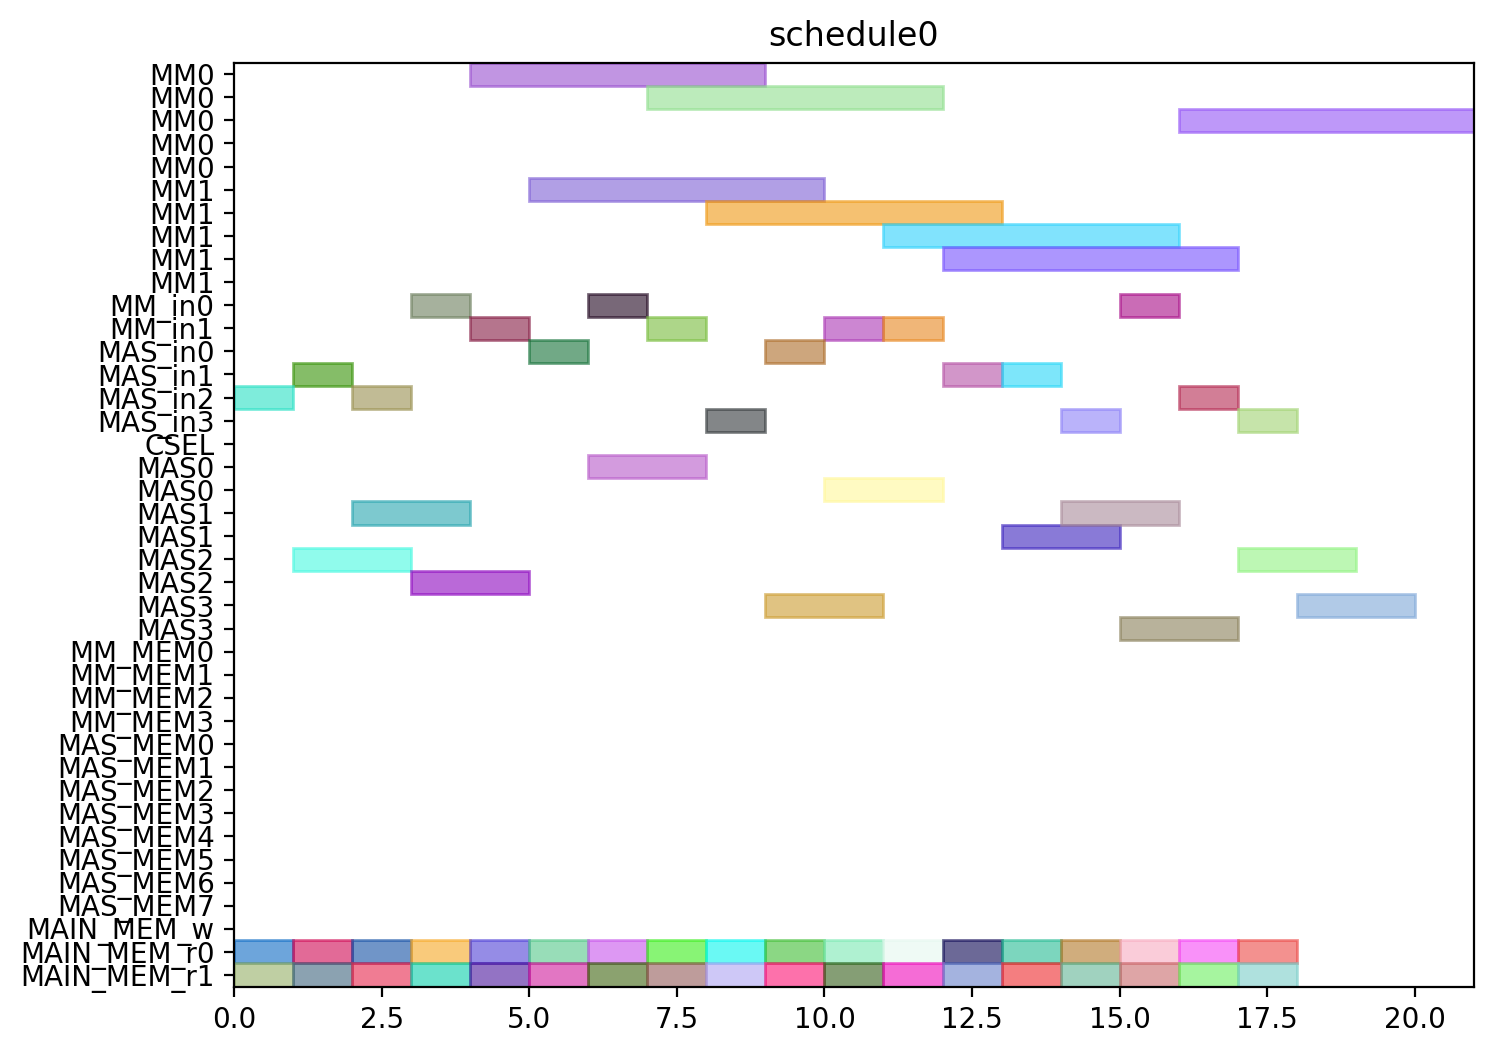 schedule0
MM0
MM0
MM0
MM0
MM0
MM1
MM1
MM1
MM1
MM1
MM_in0
MM_in1
MAS_in0
MAS_in1
MAS_in2
MAS_in3
CSEL
MAS0
MAS0
MAS1
MAS1
MAS2
MAS2
MAS3
MAS3
MM_MEM0
MM_MEM1
MM_MEM2
MM_MEM3
MAS_MEM0
MAS_MEM1
MAS_MEM2
MAS_MEM3
MAS_MEM4
MAS_MEM5
MAS_MEM6
MAS_MEM7
MAIN_MEM_w
MAIN_MEM_r0
MAIN_MEM_r1
0.0 2.5 5.0 7.5 10.0 12.5 15.0 17.5 20.0